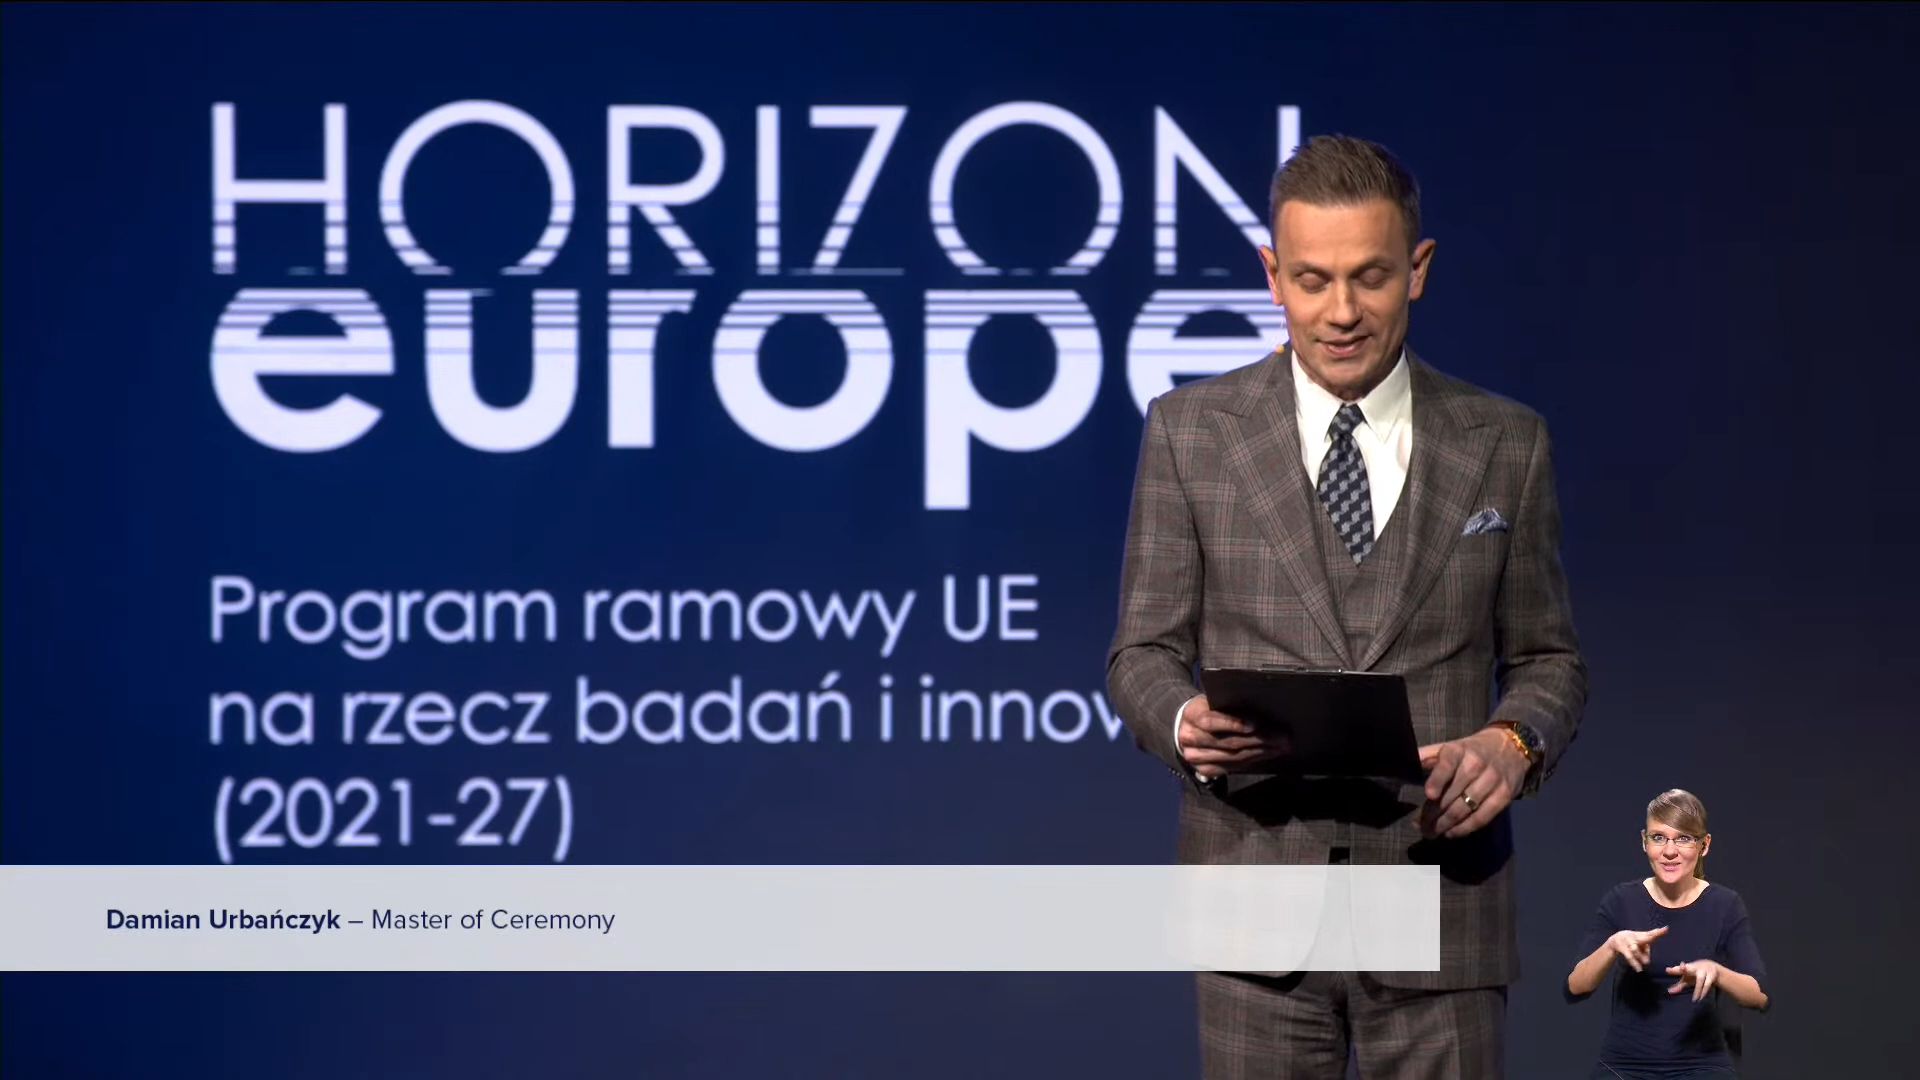 HORIZON
europe
Program ramowy UE
na rzecz badań i innow
(2021-27)
Damian Urbańczyk – Master of Ceremony